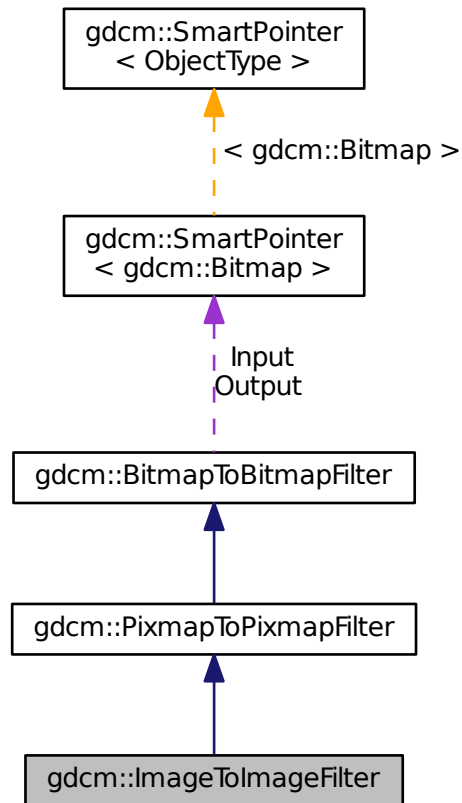 gdcm::SmartPointer
< ObjectType >
< gdcm::Bitmap >
gdcm::SmartPointer
< gdcm::Bitmap >
Input
Output
gdcm::BitmapToBitmapFilter
gdcm::PixmapToPixmapFilter
gdcm::ImageToImageFilter